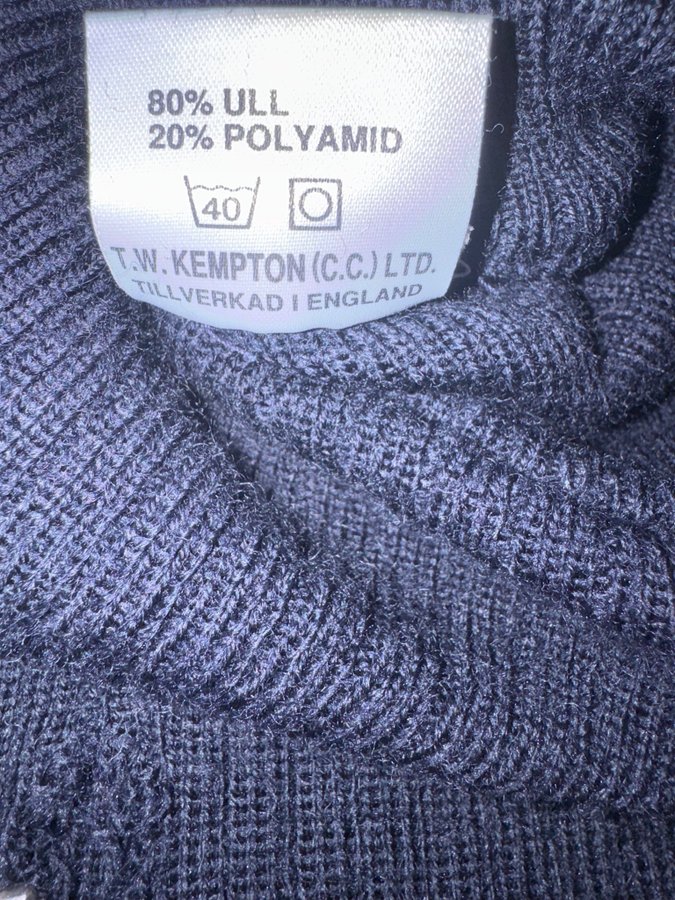 80% ULL
20% POLYAMID
40
T.W. KEMPTON (C.C.) LTD.
TILLVERKAD I ENGLAND